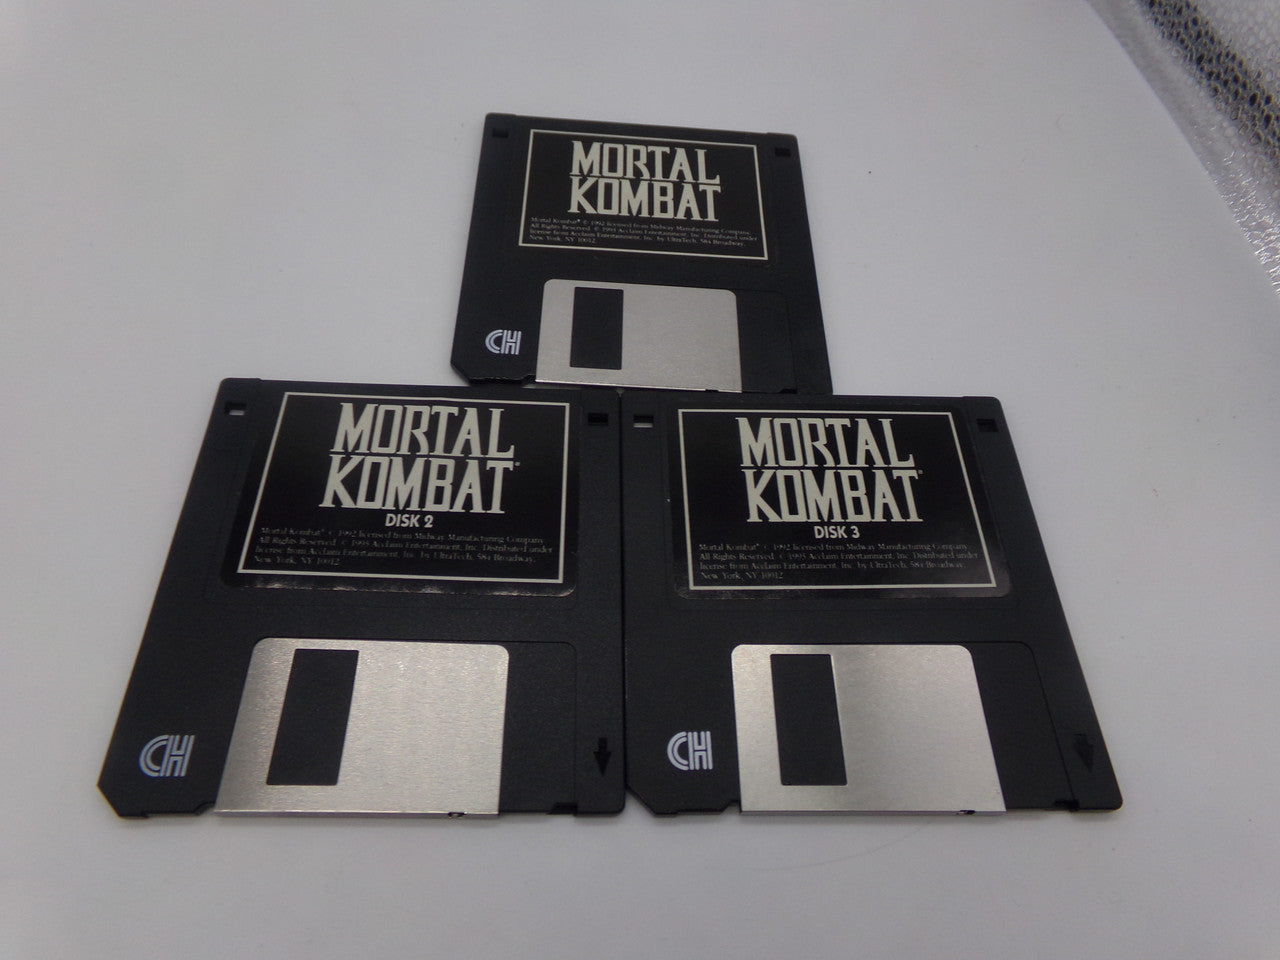 MORTAL
KOMBAT
Mortal Kombat® © 1992 licensed from Midway Manufacturing Company.
All Rights Reserved. © 1993 Acclaim Entertainment, Inc. Distributed under
license from Acclaim Entertainment, Inc. by UltraTech, 584 Broadway,
New York, NY 10012
CH
MORTAL
KOMBAT®
DISK 2
Mortal Kombat® © 1992 licensed from Midway Manufacturing Company.
All Rights Reserved. © 1993 Acclaim Entertainment, Inc. Distributed under
license from Acclaim Entertainment, Inc. by UltraTech, 584 Broadway,
New York, NY 10012
CH
MORTAL
KOMBAT®
DISK 3
Mortal Kombat® © 1992 licensed from Midway Manufacturing Company.
All Rights Reserved. © 1993 Acclaim Entertainment, Inc. Distributed under
license from Acclaim Entertainment, Inc. by UltraTech, 584 Broadway,
New York, NY 10012
CH